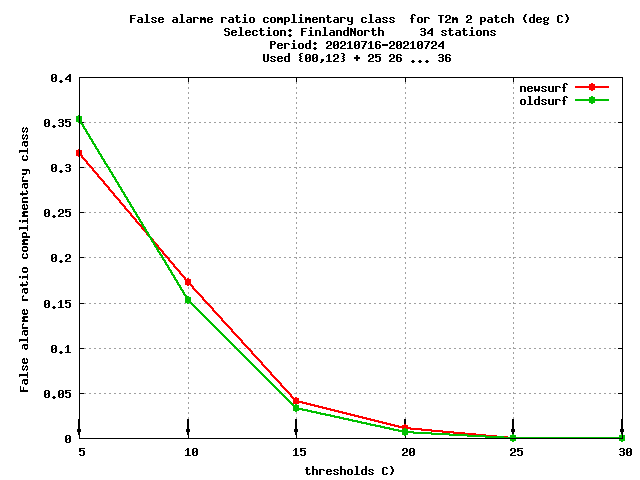 False alarme ratio complimentary class  for T2m 2 patch (deg C)
Selection: FinlandNorth     34 stations
Period: 20210716-20210724
Used {00,12} + 25 26 ... 36
newsurf
oldsurf
0.4
0.35
0.3
0.25
0.2
0.15
0.1
0.05
0
False alarme ratio complimentary class
5 10 15 20 25 30
thresholds C)